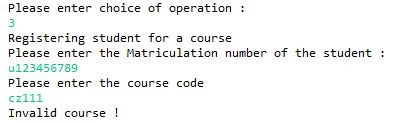 Please enter choice of operation :
3
Registering student for a course
Please enter the Matriculation number of the student :
u123456789
Please enter the course code
cz111
Invalid course !